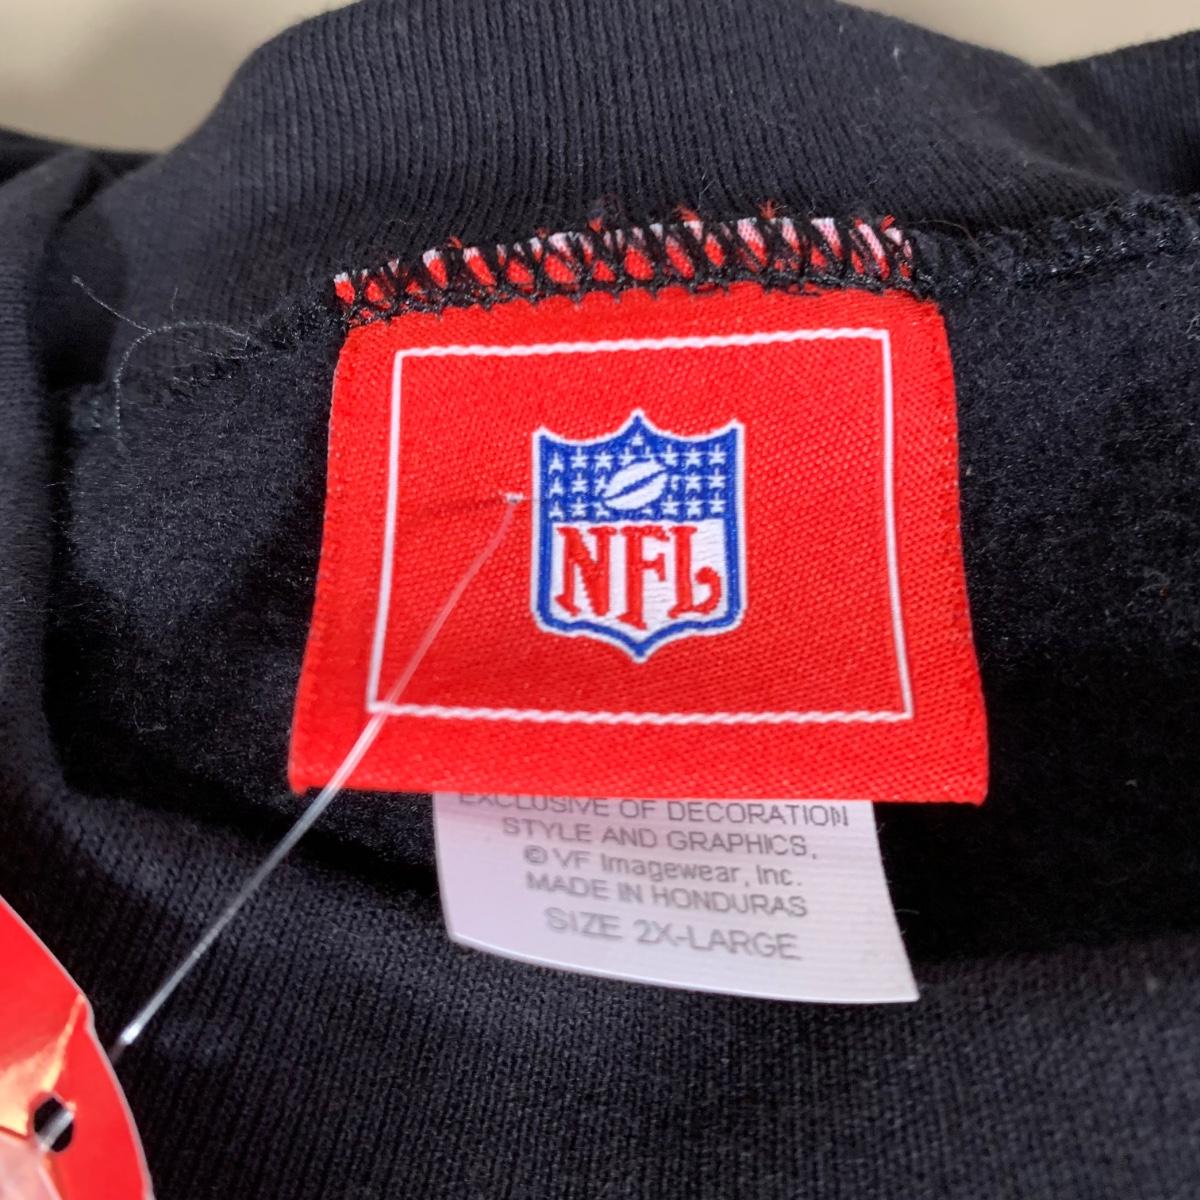 NFL
EXCLUSIVE OF DECORATION
STYLE AND GRAPHICS,
© VF Imagewear, Inc.
MADE IN HONDURAS
SIZE 2X-LARGE